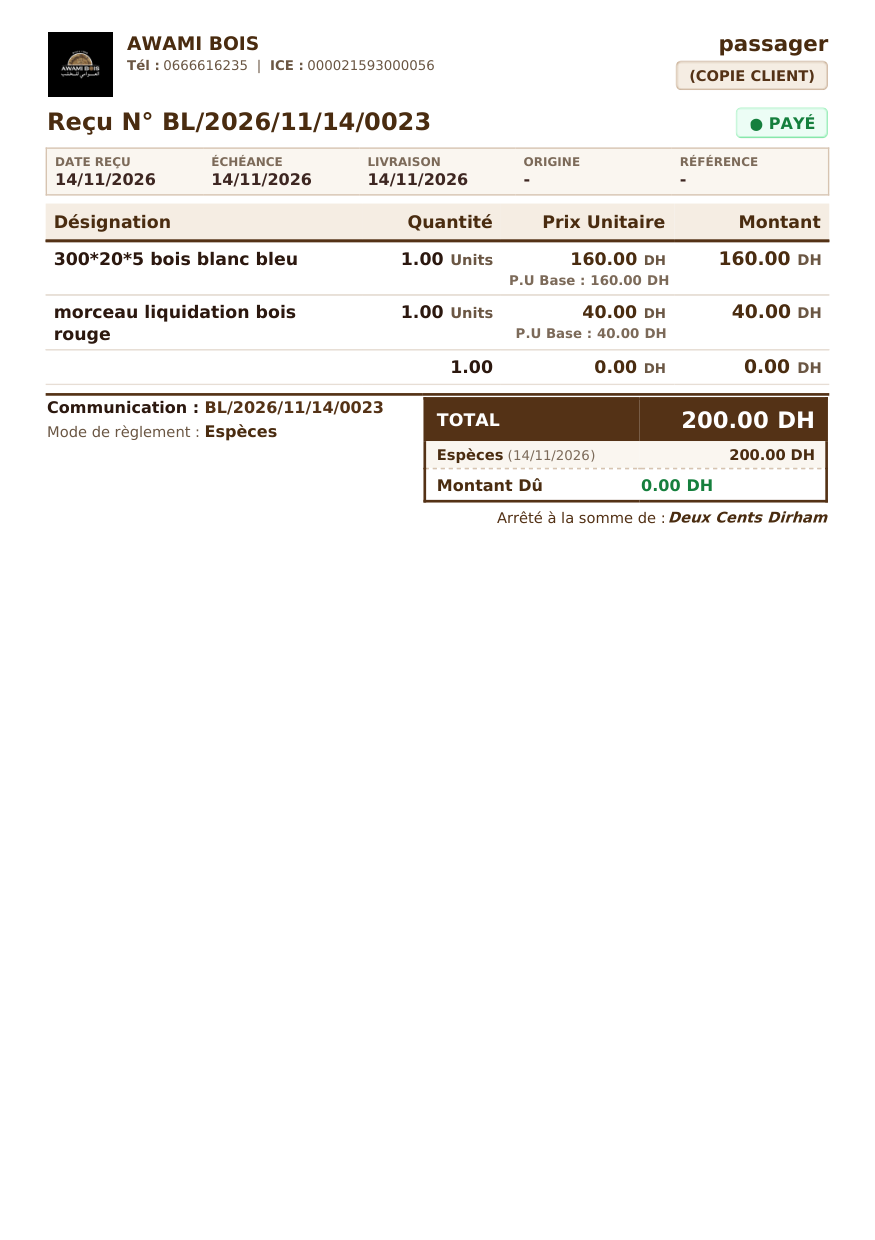 AWAMI BOIS
Tél : 0666616235 | ICE : 000021593000056
passager
(COPIE CLIENT)
AWAMI BOIS
Reçu N° BL/2026/11/14/0023
● PAYÉ
DATE REÇU ÉCHÉANCE LIVRAISON ORIGINE RÉFÉRENCE
14/11/2026 14/11/2026 14/11/2026 - -
Désignation Quantité Prix Unitaire Montant
300*20*5 bois blanc bleu 1.00 Units 160.00 DH 160.00 DH
P.U Base : 160.00 DH
morceau liquidation bois 1.00 Units 40.00 DH 40.00 DH
rouge P.U Base : 40.00 DH
1.00 0.00 DH 0.00 DH
Communication : BL/2026/11/14/0023
Mode de règlement : Espèces
TOTAL 200.00 DH
Espèces (14/11/2026) 200.00 DH
Montant Dû 0.00 DH
Arrêté à la somme de : Deux Cents Dirham